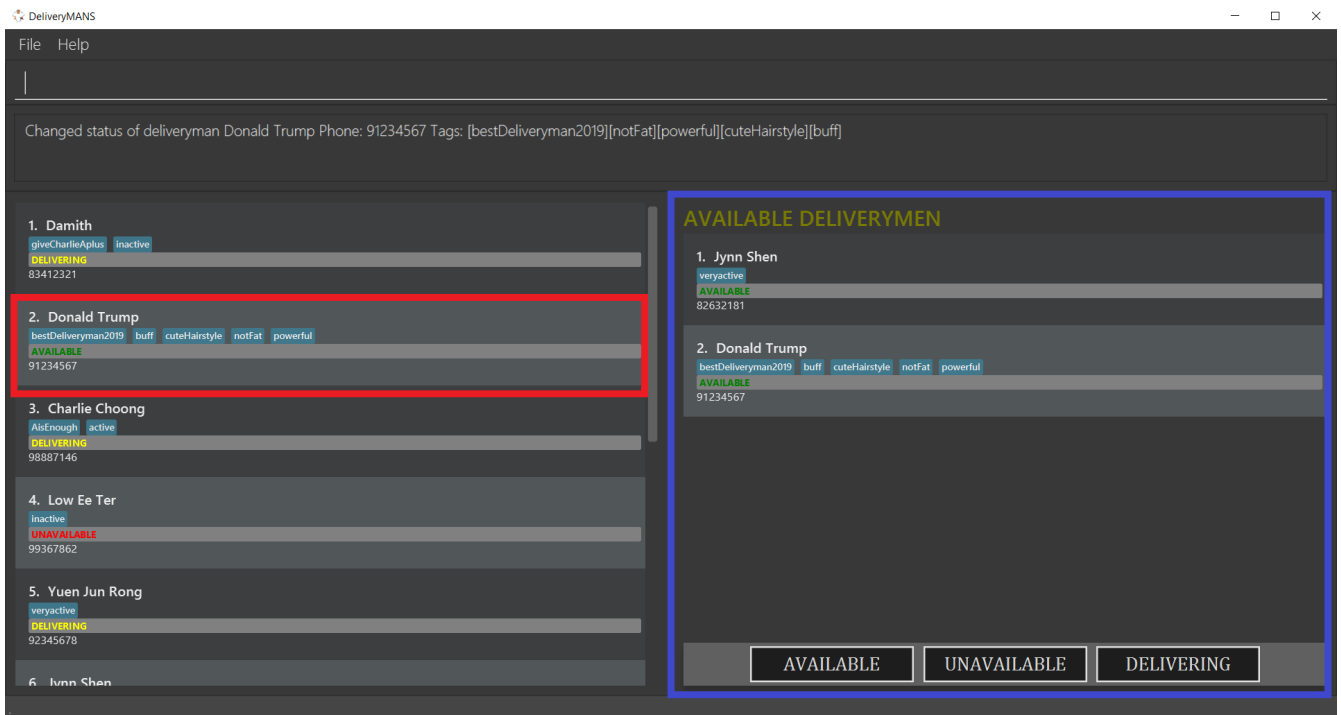 DeliveryMANS
File Help
Changed status of deliveryman Donald Trump Phone: 91234567 Tags: [bestDeliveryman2019][notFat][powerful][cuteHairstyle][buff]
1. Damith
giveCharlieAplus inactive
DELIVERING
83412321
2. Donald Trump
bestDeliveryman2019 buff cuteHairstyle notFat powerful
AVAILABLE
91234567
3. Charlie Choong
AisEnough active
DELIVERING
98887146
4. Low Ee Ter
inactive
UNAVAILABLE
99367862
5. Yuen Jun Rong
veryactive
DELIVERING
92345678
6. Jynn Shen
AVAILABLE DELIVERYMEN
1. Jynn Shen
veryactive
AVAILABLE
82632181
2. Donald Trump
bestDeliveryman2019 buff cuteHairstyle notFat powerful
AVAILABLE
91234567
AVAILABLE UNAVAILABLE DELIVERING